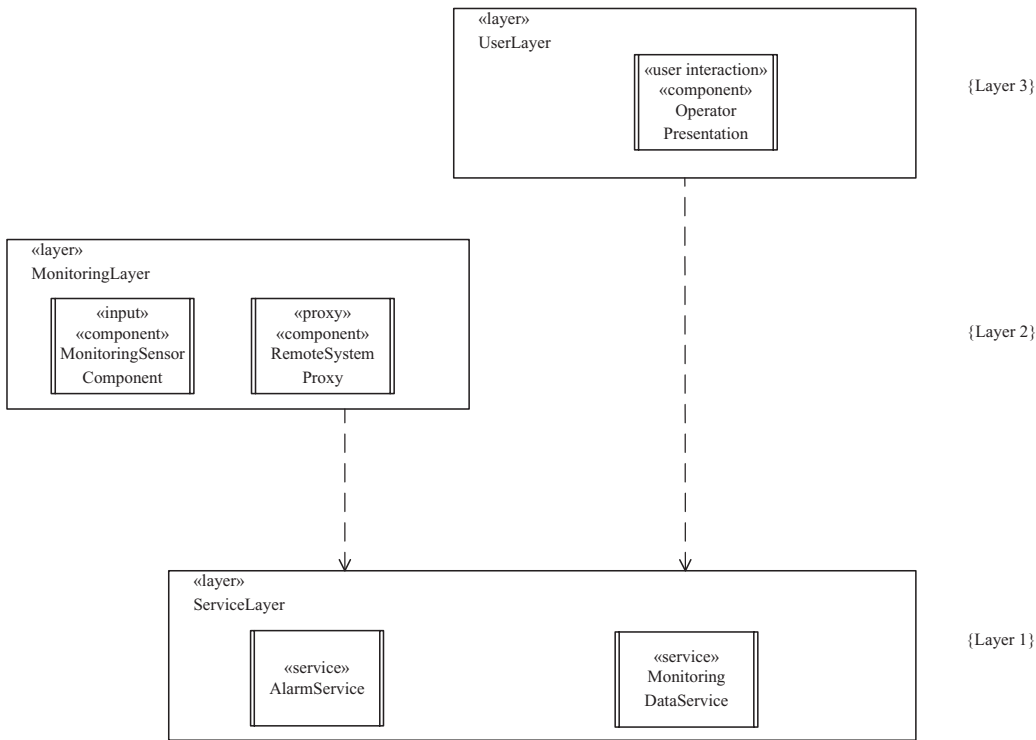 «layer»
UserLayer
«user interaction»
«component»
Operator
Presentation
{Layer 3}
«layer»
MonitoringLayer
«input»
«component»
MonitoringSensor
Component
«proxy»
«component»
RemoteSystem
Proxy
{Layer 2}
«layer»
ServiceLayer
«service»
AlarmService
«service»
Monitoring
DataService
{Layer 1}